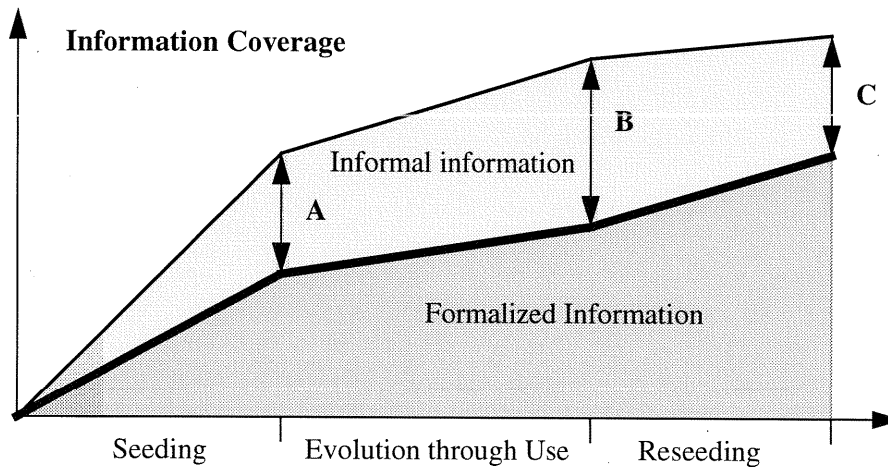 Information Coverage
C
B
Informal information
A
Formalized Information
Seeding
Evolution through Use
Reseeding